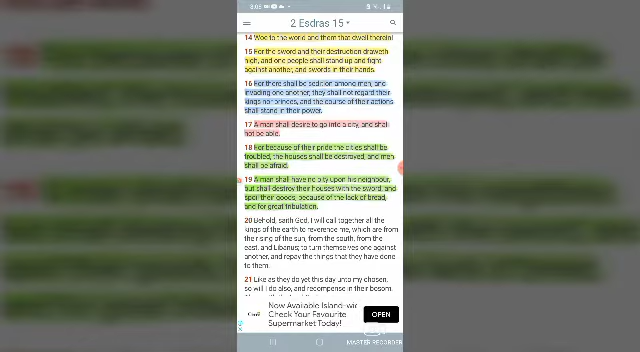 2 Esdras 15
14 Woe to the world and them that dwell therein!
15 For the sword and their destruction draweth
nigh, and one people shall stand up and fight
against another, and swords in their hands.
16 For there shall be sedition among men, and
invading one another; they shall not regard their
kings nor princes, and the course of their actions
shall stand in their power.
17 A man shall desire to go into a city, and shall
not be able.
18 For because of their pride the cities shall be
troubled, the houses shall be destroyed, and men
shall be afraid.
19 A man shall have no pity upon his neighbour,
but shall destroy their houses with the sword, and
spoil their goods, because of the lack of bread,
and for great tribulation.
20 Behold, saith God, I will call together all the
kings of the earth to reverence me, which are from
the rising of the sun, from the south, from the
east, and Libanus; to turn themselves one against
another, and repay the things that they have done
to them.
21 Like as they do yet this day unto my chosen,
so will I do also, and recompense in their bosom.
Now Available Island-wide
Check Your Favourite
Supermarket Today!
OPEN
MASTER RECORDER